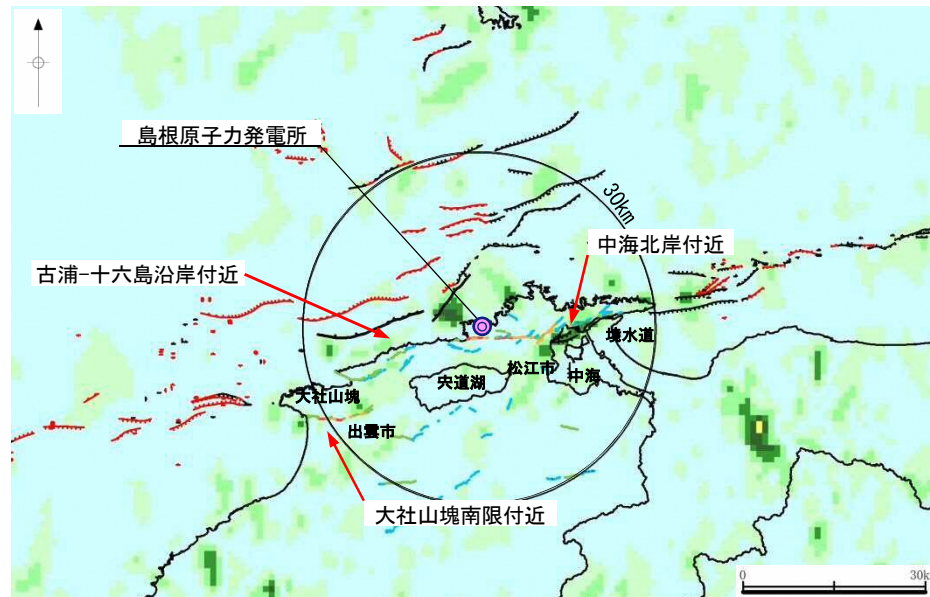 島根原子力発電所
30km
中海北岸付近
古浦-十六島沿岸付近
境水道
松江市
宍道湖
中海
大社山塊
出雲市
大社山塊南限付近
0
30k